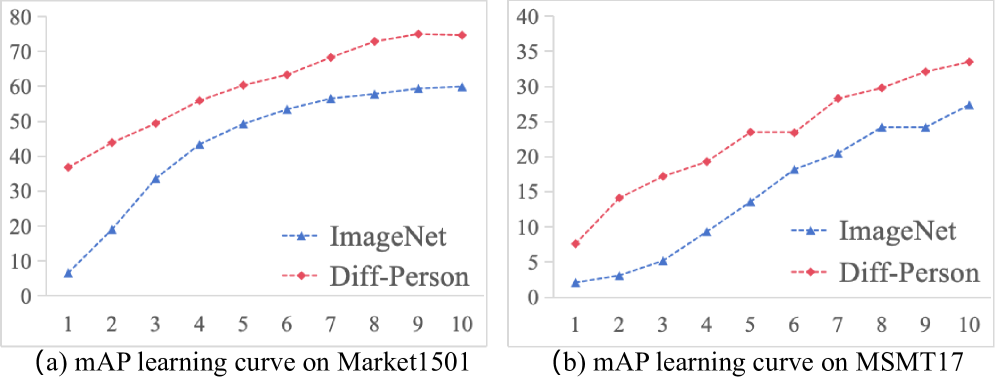 80
70
60
50
40
30
20
10
0
1 2 3 4 5 6 7 8 9 10
ImageNet
Diff-Person
(a) mAP learning curve on Market1501
40
35
30
25
20
15
10
5
0
1 2 3 4 5 6 7 8 9 10
ImageNet
Diff-Person
(b) mAP learning curve on MSMT17